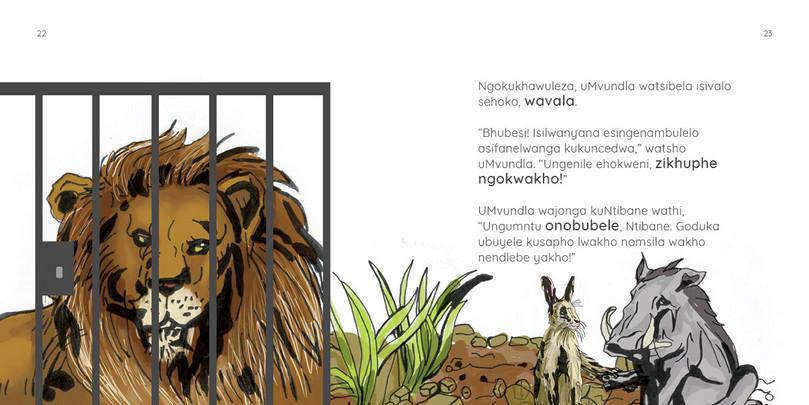 22
23
Ngokukhawuleza, uMvundla watsibela isivalo
sehoko, wavala.
“Bhubesi! Isilwanyana esingenambulelo
asifanelwanga kukuncedwa,” watsho
uMvundla. “Ungenile ehokweni, zikhuphe
ngokwakho!”
UMvundla wajonga kuNtibane wathi,
“Ungumntu onobubele, Ntibane. Goduka
ubuyele kusapho lwakho nomsila wakho
nendlebe yakho!”